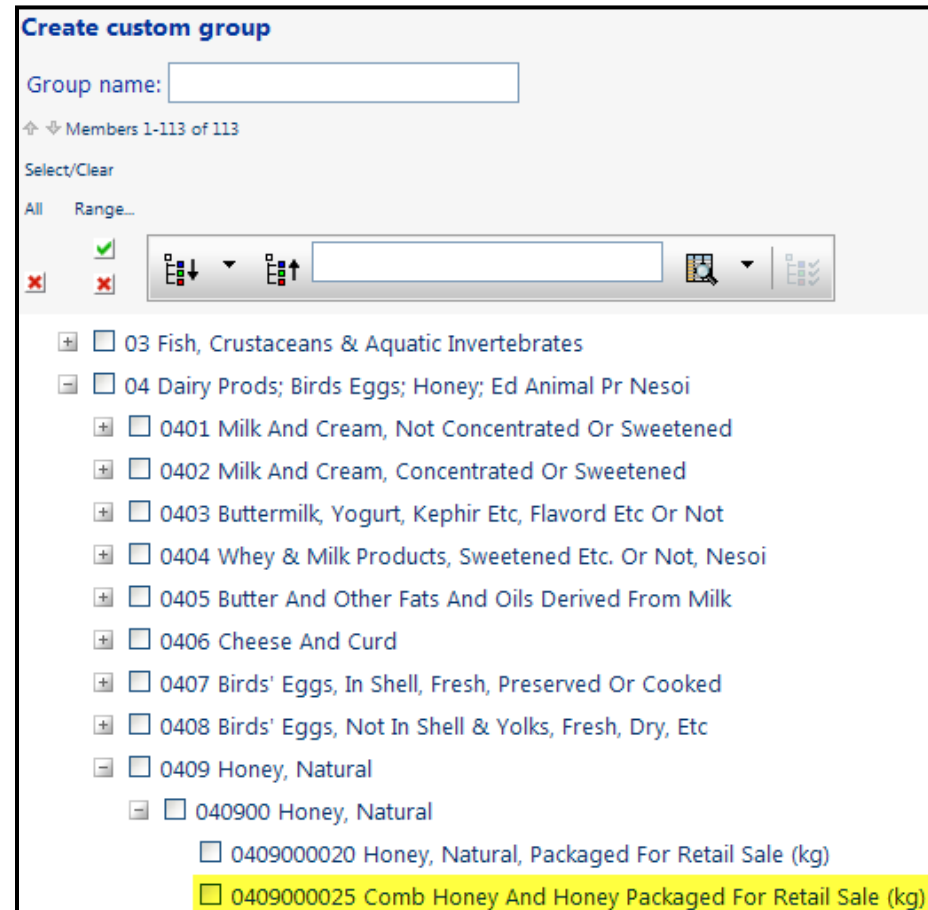 Create custom group
Group name:
Members 1-113 of 113
Select/Clear
All Range...
03 Fish, Crustaceans & Aquatic Invertebrates
04 Dairy Prods; Birds Eggs; Honey; Ed Animal Pr Nesoi
0401 Milk And Cream, Not Concentrated Or Sweetened
0402 Milk And Cream, Concentrated Or Sweetened
0403 Buttermilk, Yogurt, Kephir Etc, Flavord Etc Or Not
0404 Whey & Milk Products, Sweetened Etc. Or Not, Nesoi
0405 Butter And Other Fats And Oils Derived From Milk
0406 Cheese And Curd
0407 Birds' Eggs, In Shell, Fresh, Preserved Or Cooked
0408 Birds' Eggs, Not In Shell & Yolks, Fresh, Dry, Etc
0409 Honey, Natural
040900 Honey, Natural
0409000020 Honey, Natural, Packaged For Retail Sale (kg)
0409000025 Comb Honey And Honey Packaged For Retail Sale (kg)